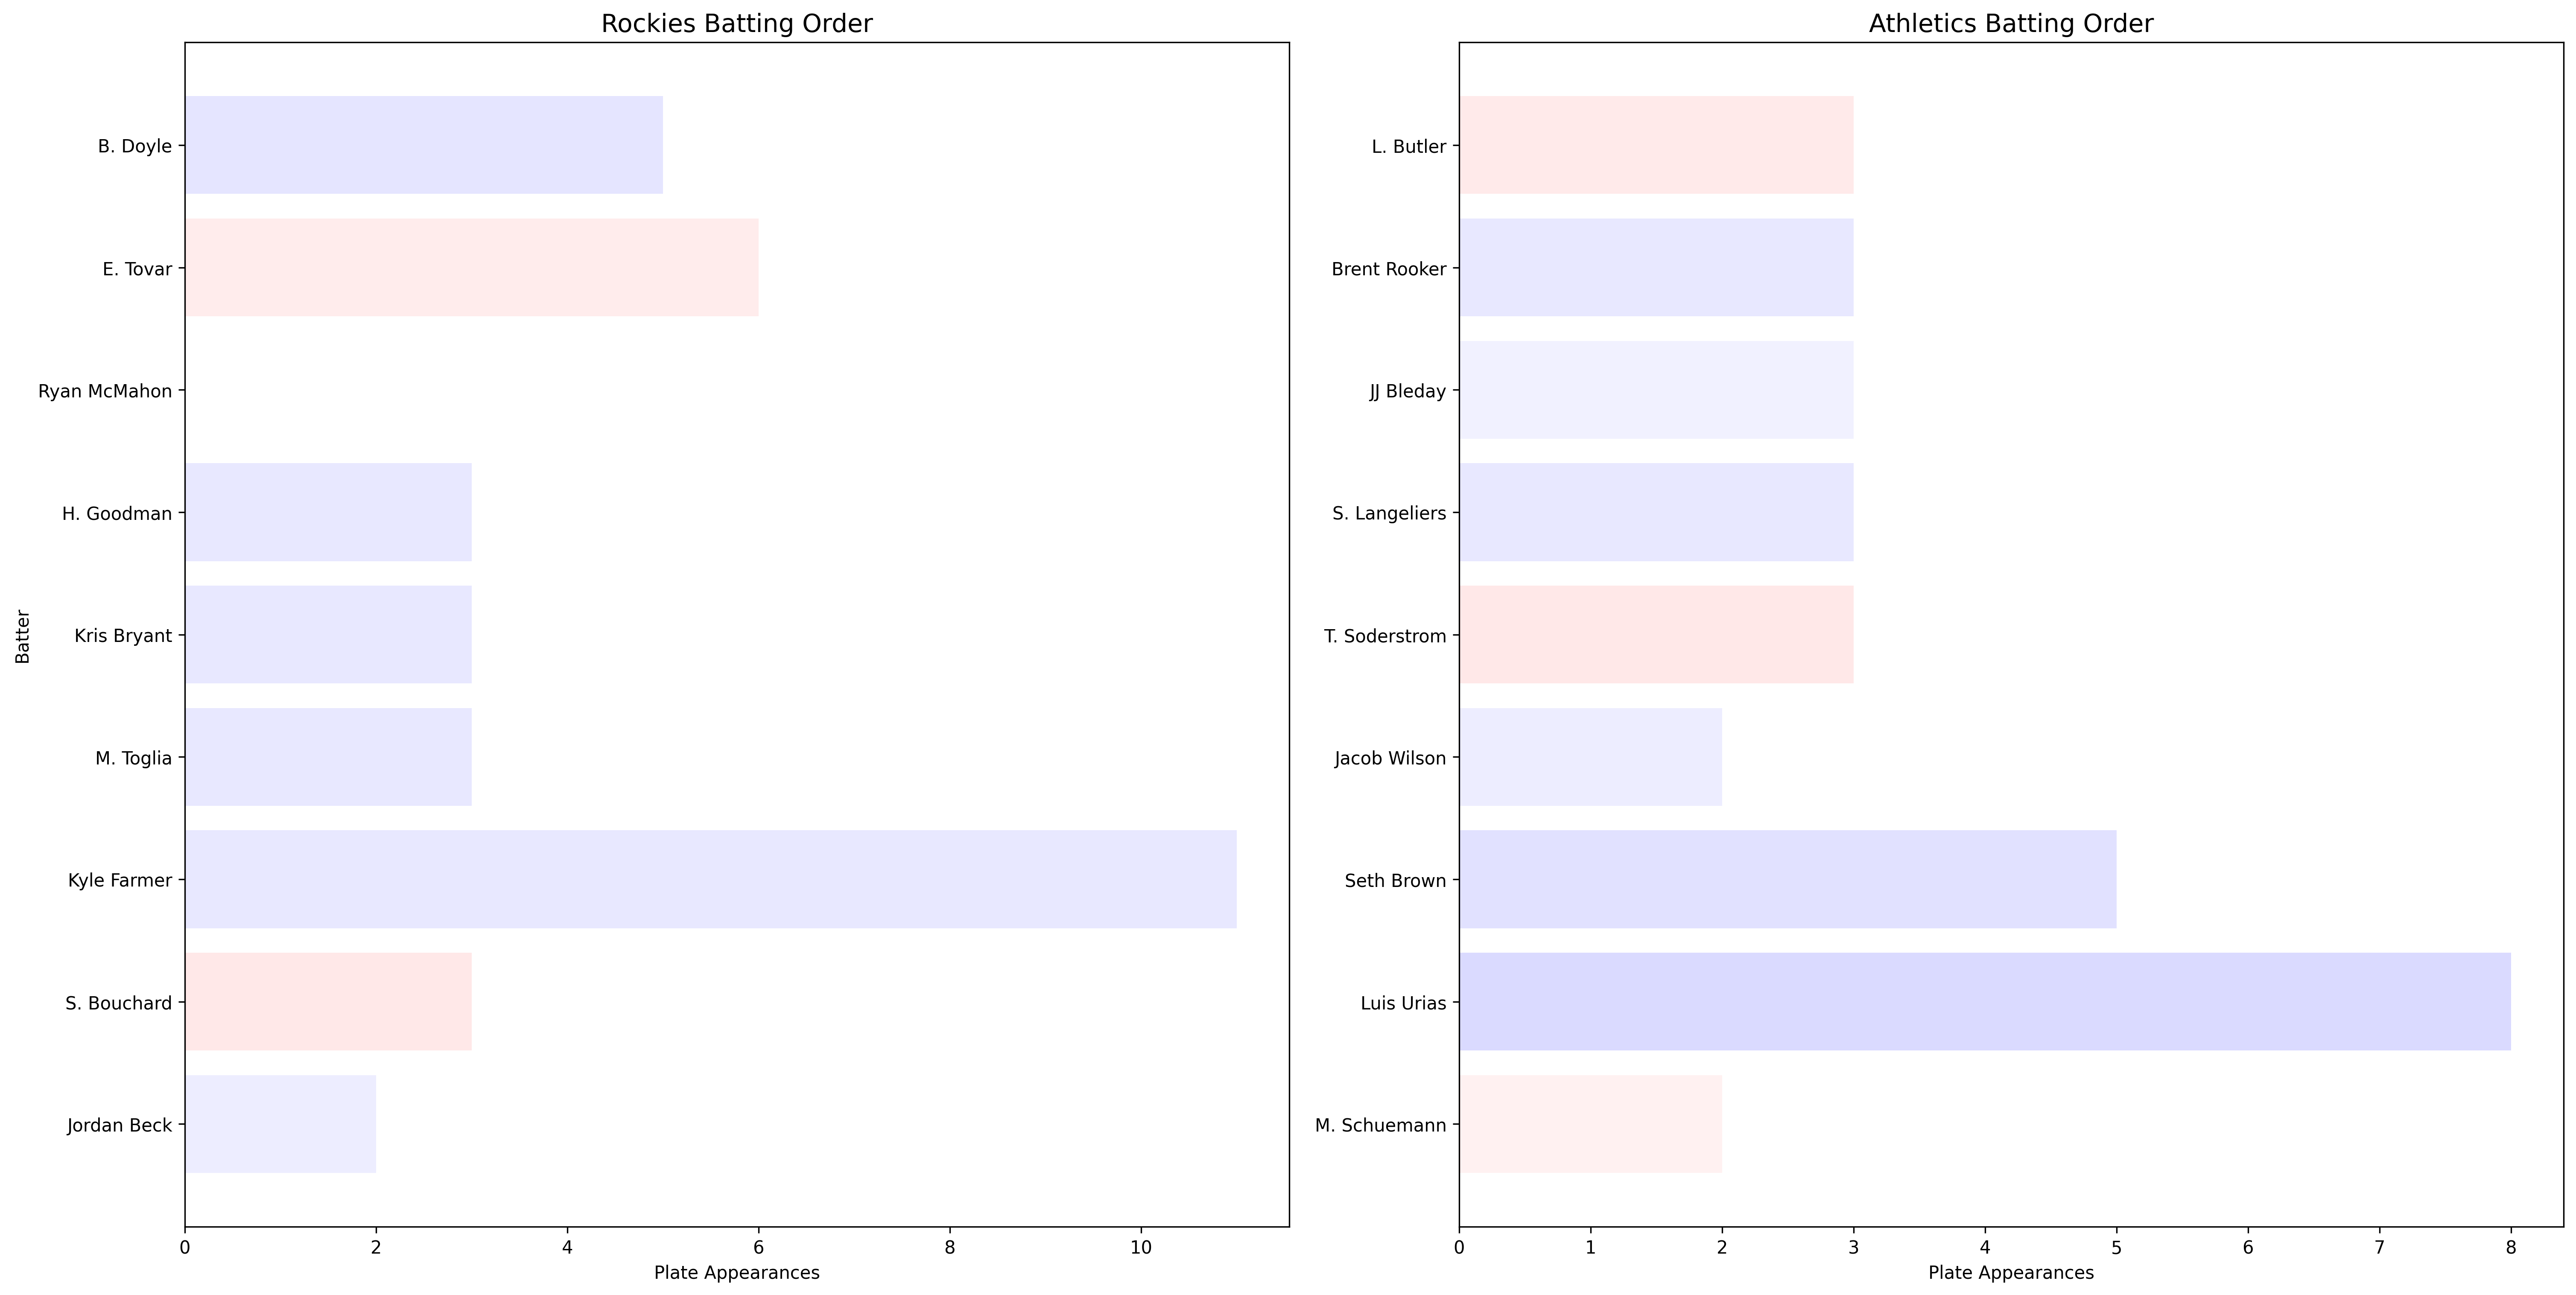 Rockies Batting Order
Batter
B. Doyle
E. Tovar
Ryan McMahon
H. Goodman
Kris Bryant
M. Toglia
Kyle Farmer
S. Bouchard
Jordan Beck
0 2 4 6 8 10
Plate Appearances
Athletics Batting Order
L. Butler
Brent Rooker
JJ Bleday
S. Langeliers
T. Soderstrom
Jacob Wilson
Seth Brown
Luis Urias
M. Schuemann
0 1 2 3 4 5 6 7 8
Plate Appearances